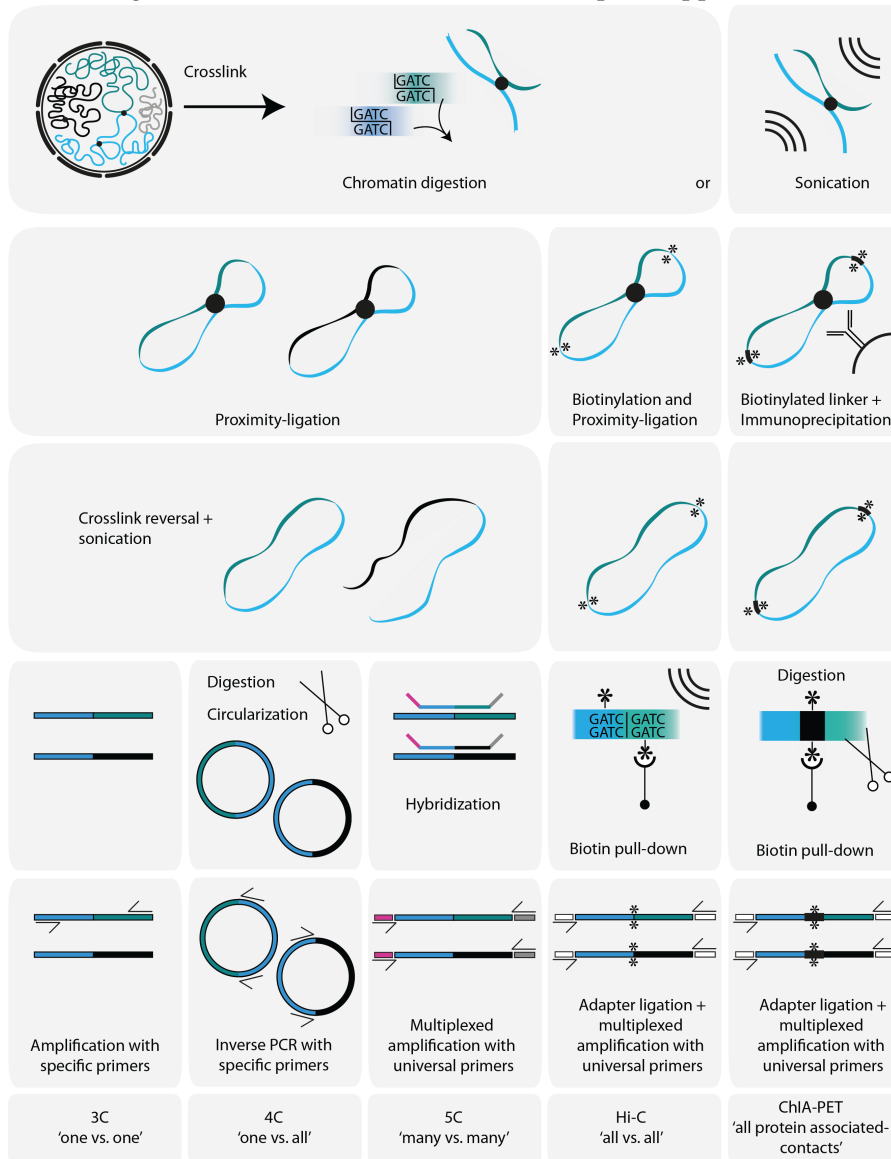 Crosslink
GATC
GATC
GATC
GATC
Chromatin digestion
or
Sonication
Proximity-ligation
Biotinylation and
Proximity-ligation
Biotinylated linker +
Immunoprecipitation
* *
* *
* *
* *
Crosslink reversal +
sonication
* *
* *
* *
* *
Digestion
Circularization
Hybridization
*
GATC GATC
GATC GATC
*
Biotin pull-down
Digestion
*
*
Biotin pull-down
Amplification with
specific primers
Inverse PCR with
specific primers
Multiplexed
amplification with
universal primers
*
*
*
*
Adapter ligation +
multiplexed
amplification with
universal primers
*
*
*
*
Adapter ligation +
multiplexed
amplification with
universal primers
3C
‘one vs. one’
4C
‘one vs. all’
5C
‘many vs. many’
Hi-C
‘all vs. all’
ChIA-PET
‘all protein associated-
contacts’